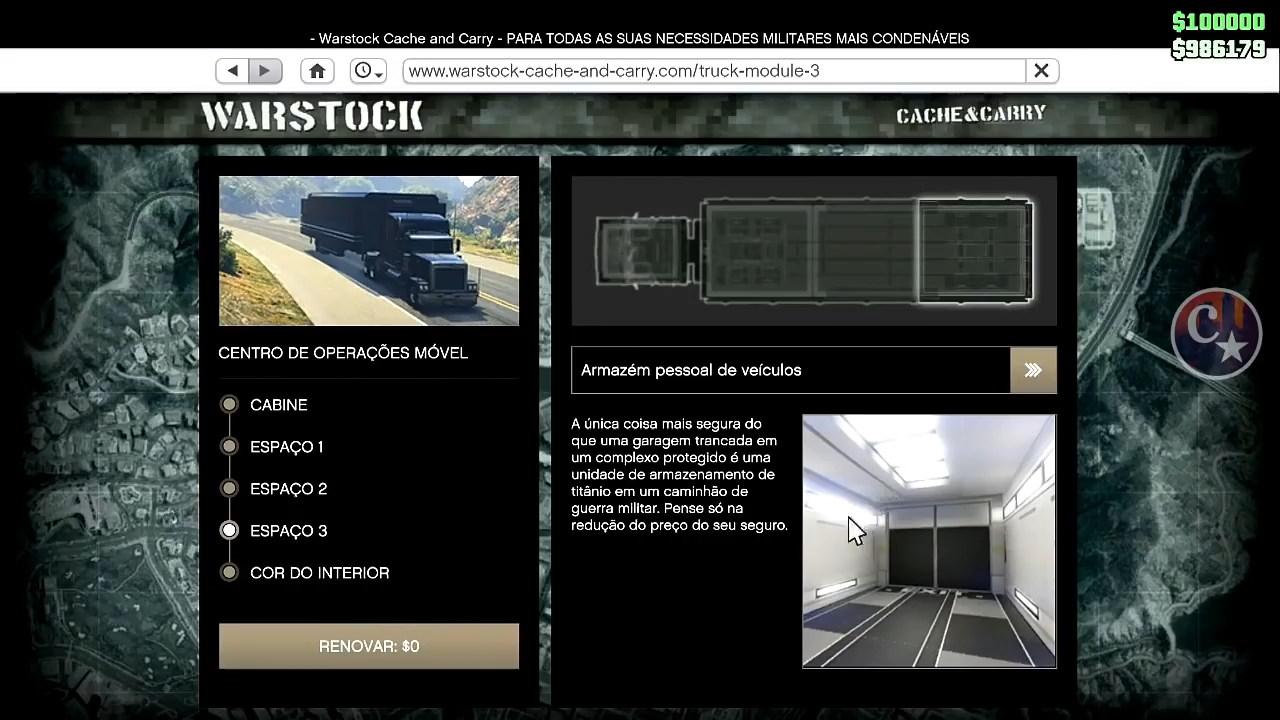 $100000
- Warstock Cache and Carry - PARA TODAS AS SUAS NECESSIDADES MILITARES MAIS CONDENÁVEIS
$986179
www.warstock-cache-and-carry.com/truck-module-3
WARSTOCK
CACHE&CARRY
CENTRO DE OPERAÇÕES MÓVEL
CABINE
ESPAÇO 1
ESPAÇO 2
ESPAÇO 3
COR DO INTERIOR
RENOVAR: $0
Armazém pessoal de veículos
A única coisa mais segura do
que uma garagem trancada em
um complexo protegido é uma
unidade de armazenamento de
titânio em um caminhão de
guerra militar. Pense só na
redução do preço do seu seguro.
C